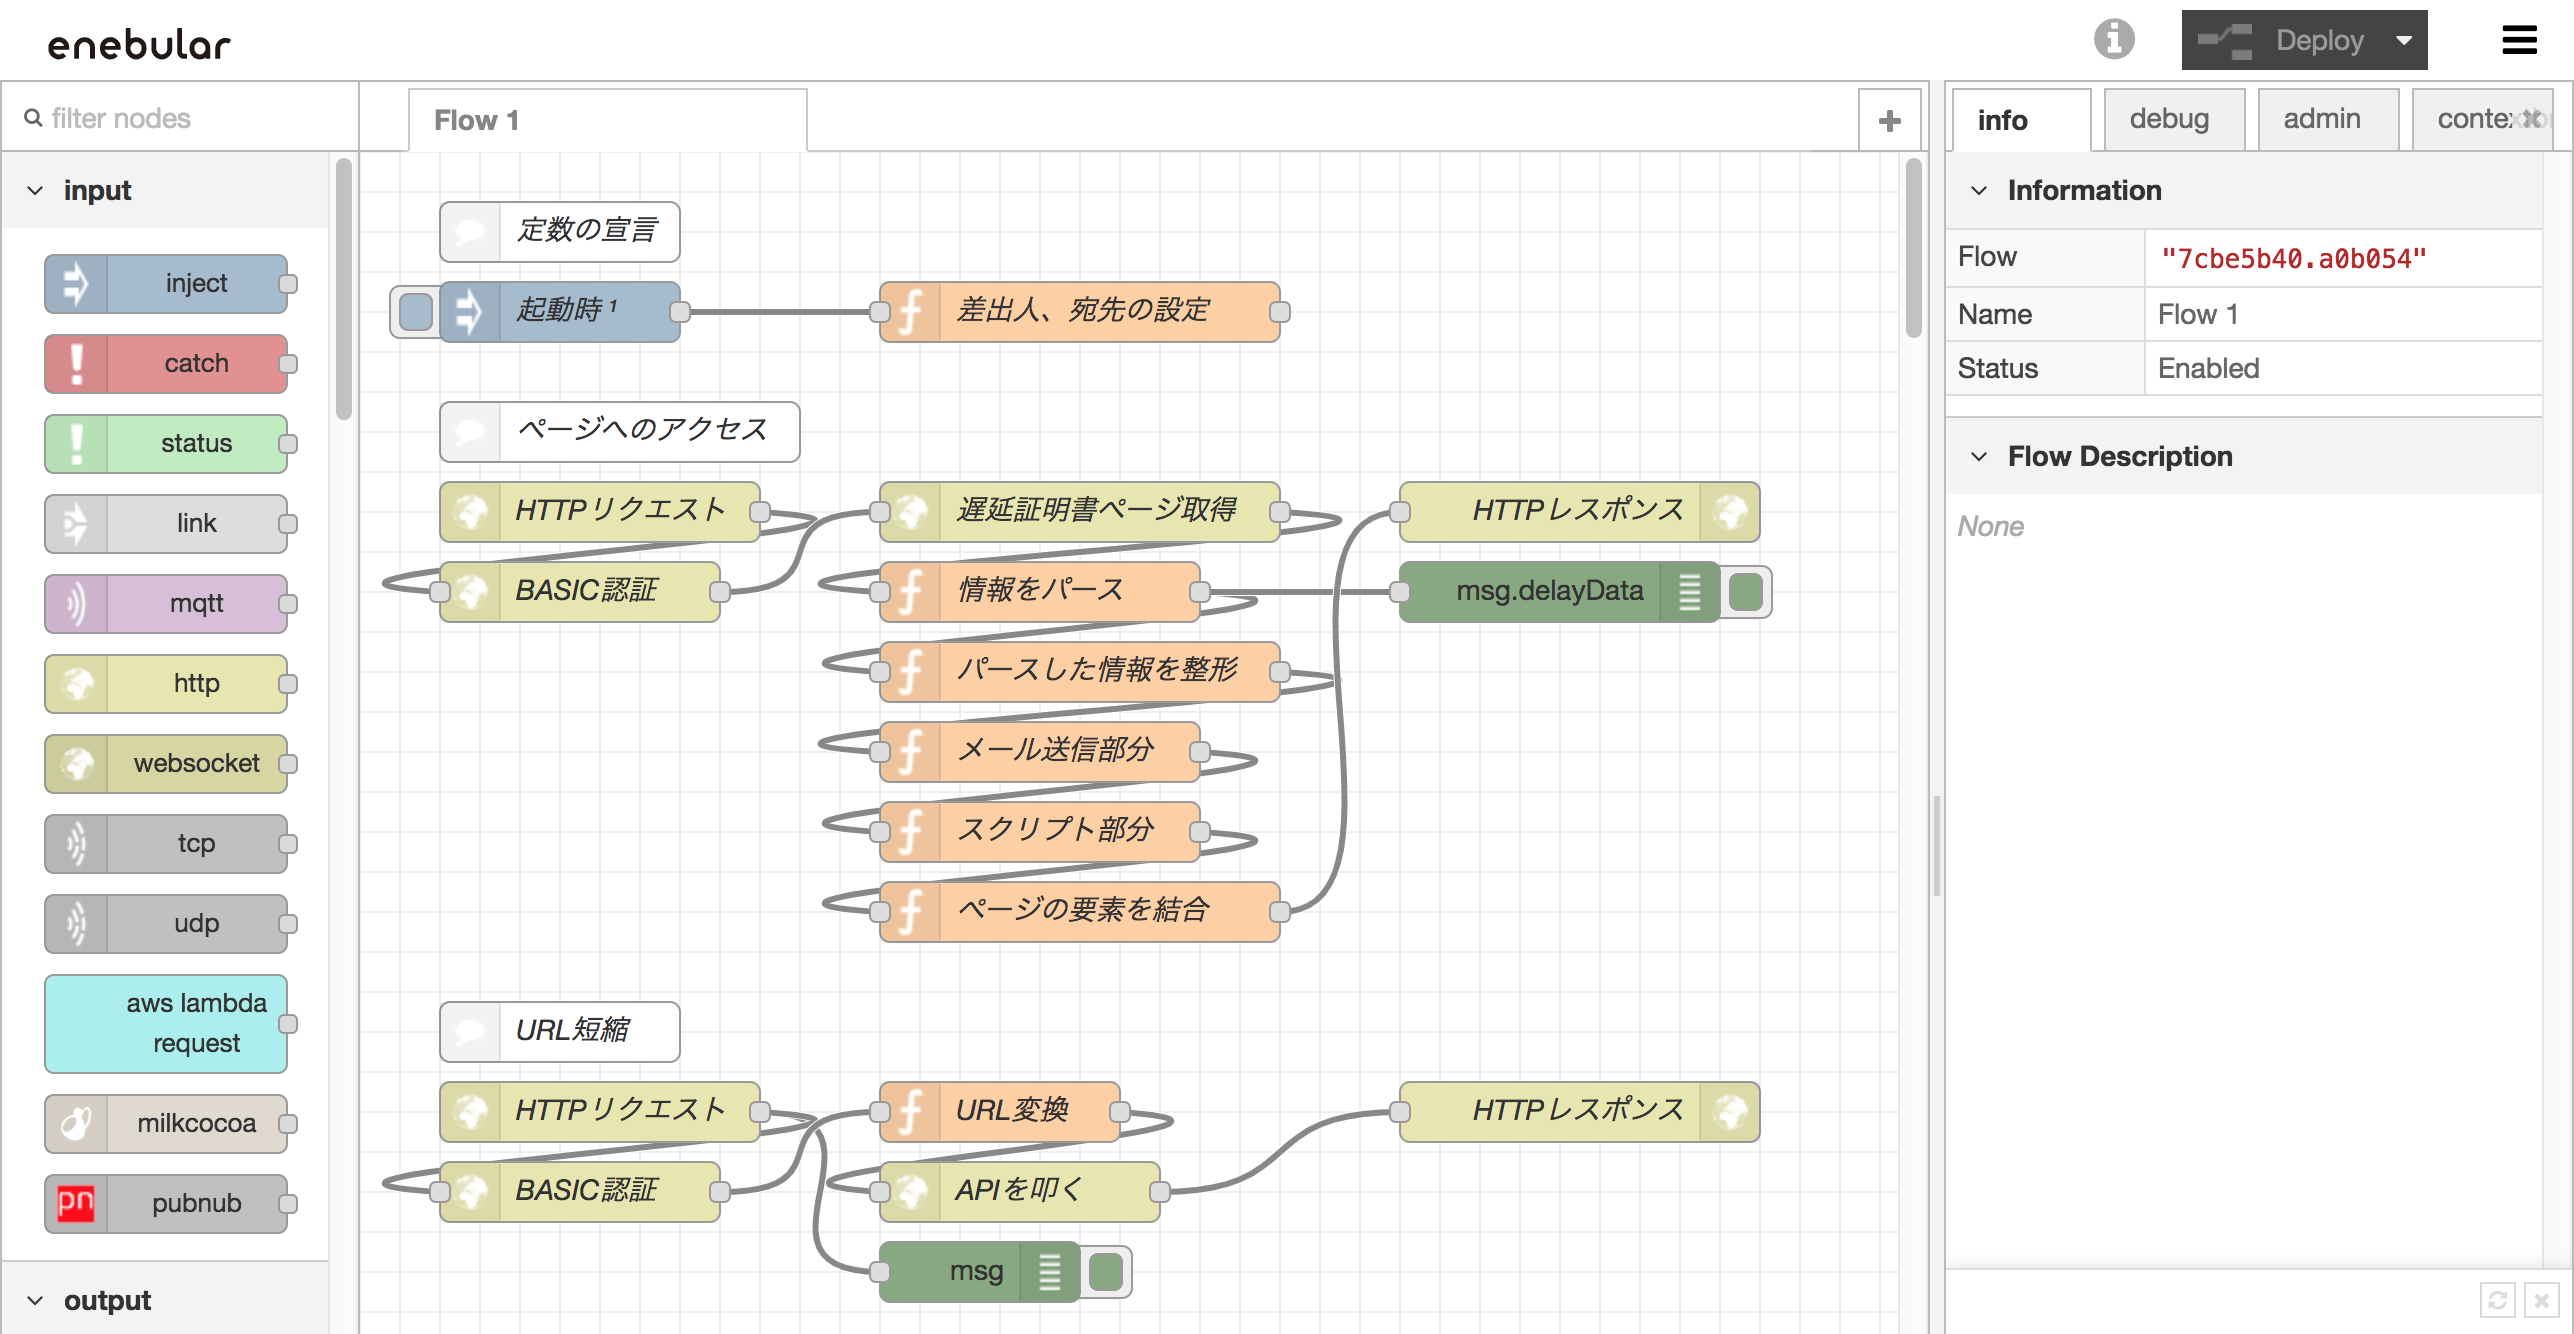 enebular
Deploy
filter nodes
input
inject
catch
status
link
mqtt
http
websocket
tcp
udp
aws lambda
request
milkcocoa
pn
pubnub
output
Flow 1
定数の宣言
起動時 ¹
差出人、宛先の設定
ページへのアクセス
HTTPリクエスト
遅延証明書ページ取得
HTTPレスポンス
BASIC認証
情報をパース
msg.delayData
パースした情報を整形
メール送信部分
スクリプト部分
ページの要素を結合
URL短縮
HTTPリクエスト
URL変換
HTTPレスポンス
BASIC認証
APIを叩く
msg
info
debug
admin
Information
Flow
"7cbe5b40.a0b054"
Name
Flow 1
Status
Enabled
Flow Description
None